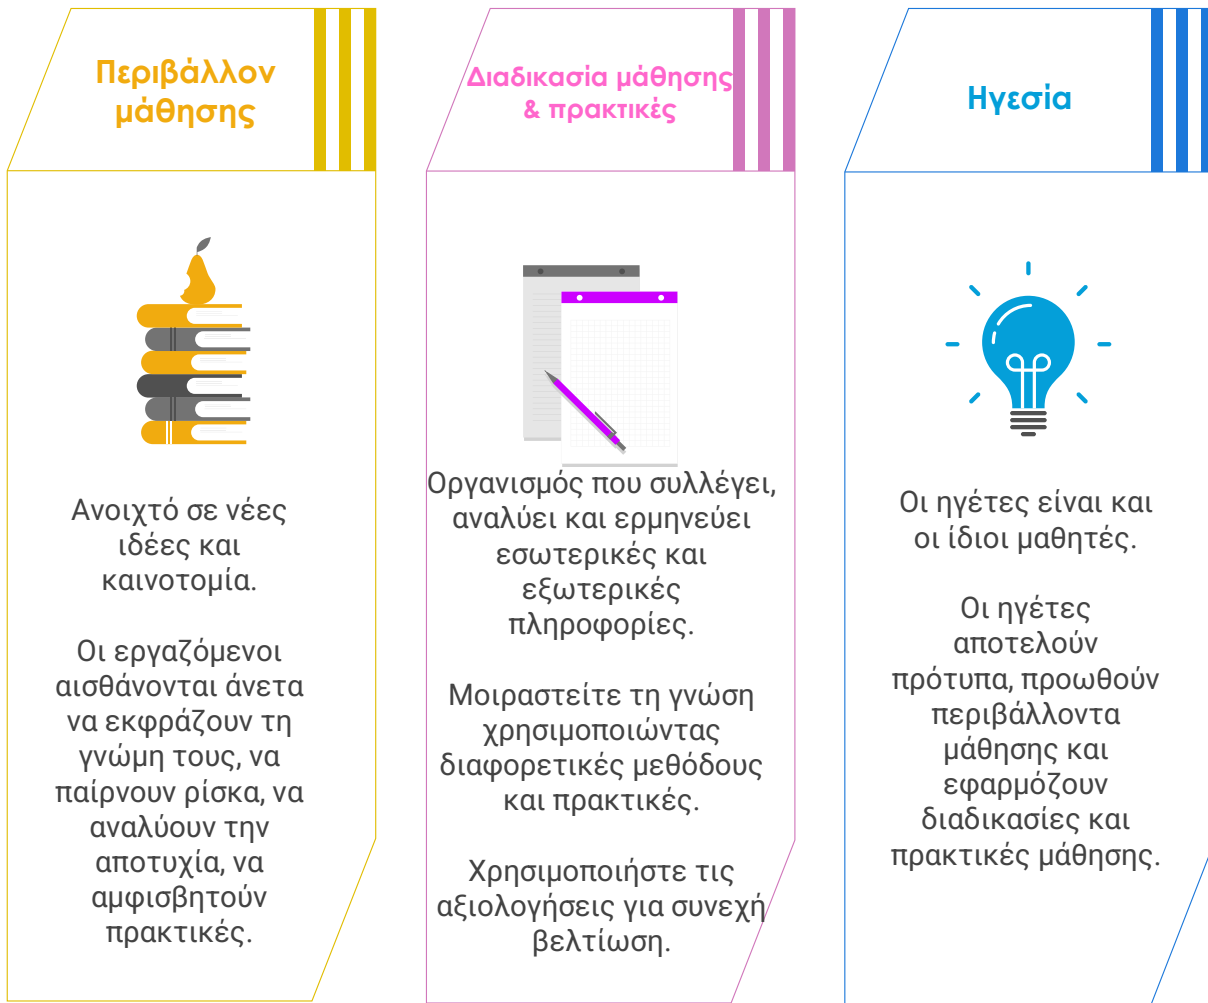 Περιβάλλον
μάθησης
Ανοιχτό σε νέες
ιδέες και
καινοτομία.
Οι εργαζόμενοι
αισθάνονται άνετα
να εκφράζουν τη
γνώμη τους, να
παίρνουν ρίσκα, να
αναλύουν την
αποτυχία, να
αμφισβητούν
πρακτικές.
Διαδικασία μάθησης
& πρακτικές
Οργανισμός που συλλέγει,
αναλύει και ερμηνεύει
εσωτερικές και
εξωτερικές
πληροφορίες.
Μοιραστείτε τη γνώση
χρησιμοποιώντας
διαφορετικές μεθόδους
και πρακτικές.
Χρησιμοποιήστε τις
αξιολογήσεις για συνεχή
βελτίωση.
Ηγεσία
Οι ηγέτες είναι και
οι ίδιοι μαθητές.
Οι ηγέτες
αποτελούν
πρότυπα, προωθούν
περιβάλλοντα
μάθησης και
εφαρμόζουν
διαδικασίες και
πρακτικές μάθησης.